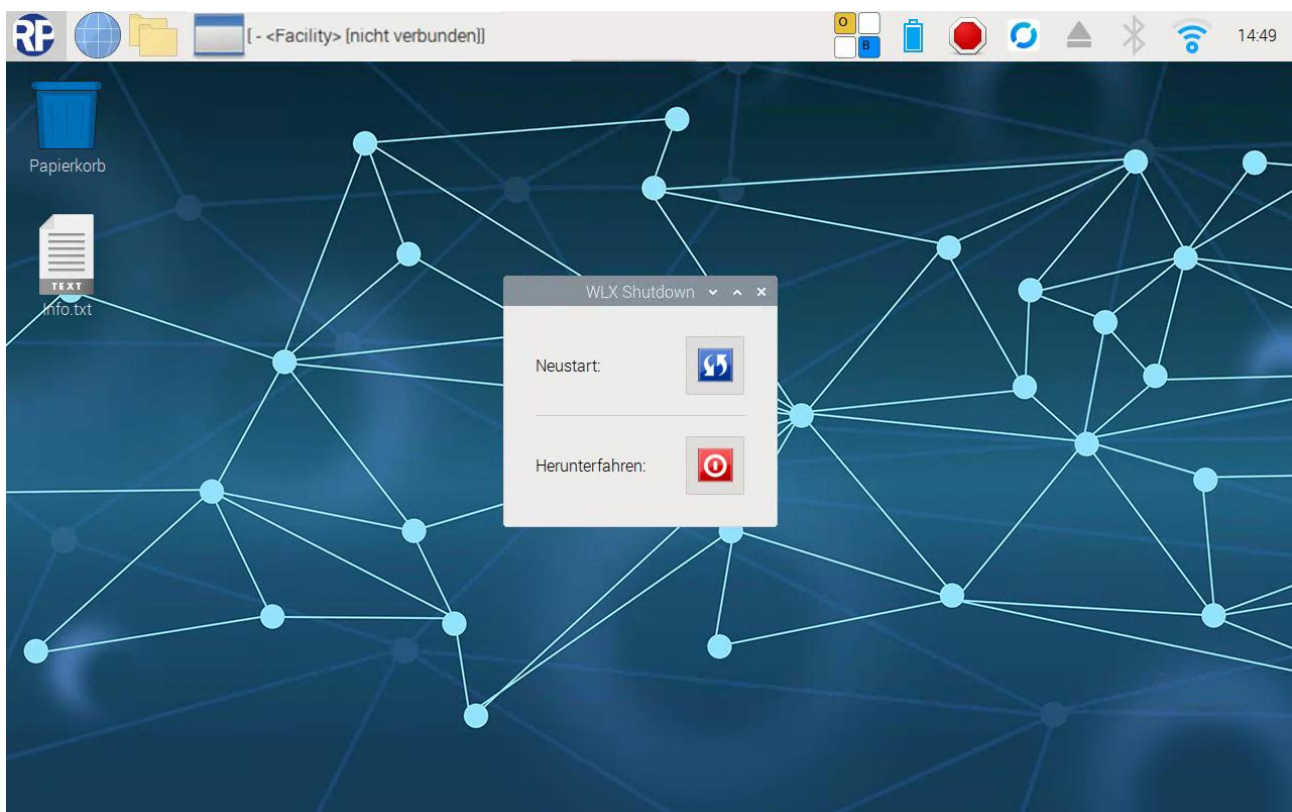 RP
[ - <Facility> [nicht verbunden]]
O
B
14:49
Papierkorb
TEXT
Info.txt
WLX Shutdown
Neustart:
Herunterfahren: